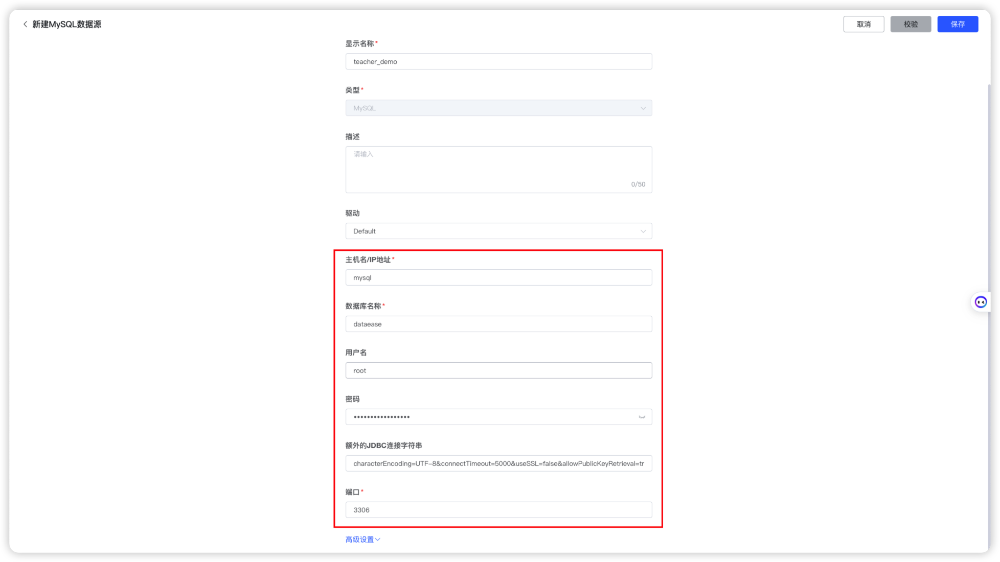 新建MySQL数据源
取消
校验
保存
显示名称*
teacher_demo
类型*
MySQL
描述
请输入
0/50
驱动
Default
主机名/IP地址*
mysql
数据库名称*
dataease
用户名
root
密码
•••••••••••••••••
额外的JDBC连接字符串
characterEncoding=UTF-8&connectTimeout=5000&useSSL=false&allowPublicKeyRetrieval=tr
端口*
3306
高级设置